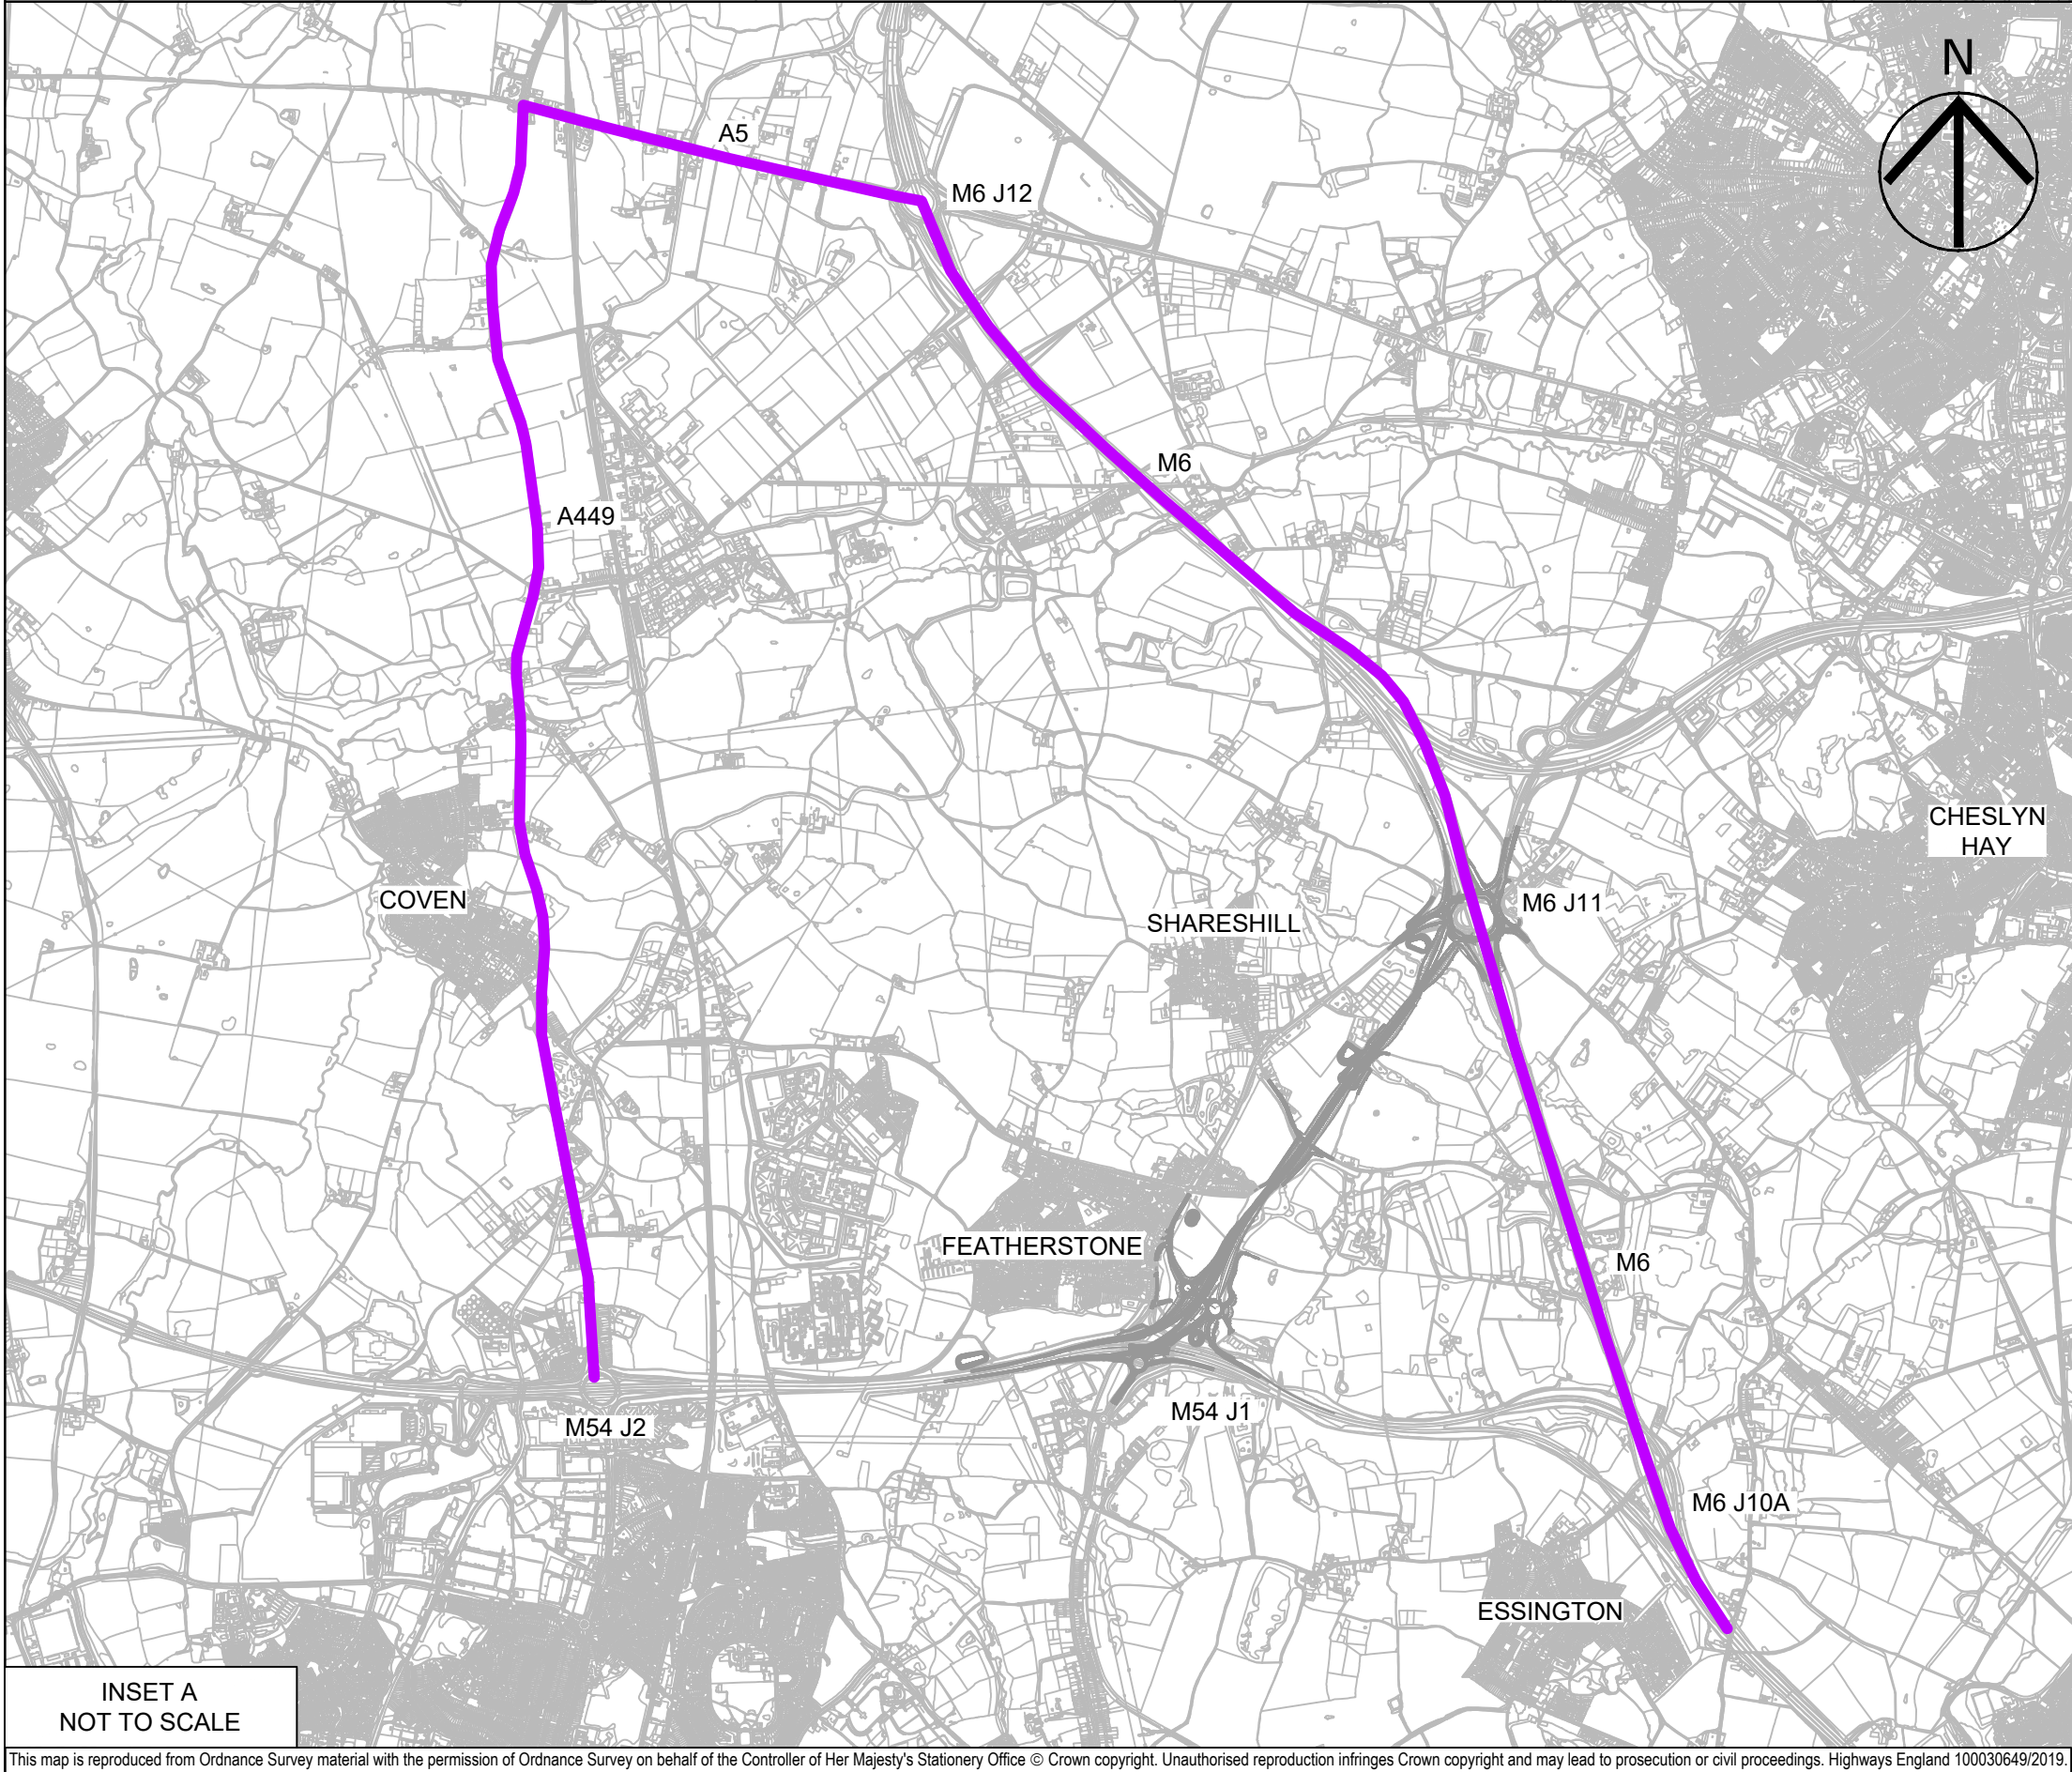 N
A5
M6 J12
M6
A449
CHESLYN
HAY
COVEN
M6 J11
SHARESHILL
FEATHERSTONE
M6
M54 J1
M54 J2
M6 J10A
ESSINGTON
INSET A
NOT TO SCALE
This map is reproduced from Ordnance Survey material with the permission of Ordnance Survey on behalf of the Controller of Her Majesty's Stationery Office © Crown copyright. Unauthorised reproduction infringes Crown copyright and may lead to prosecution or civil proceedings. Highways England 100030649/2019.